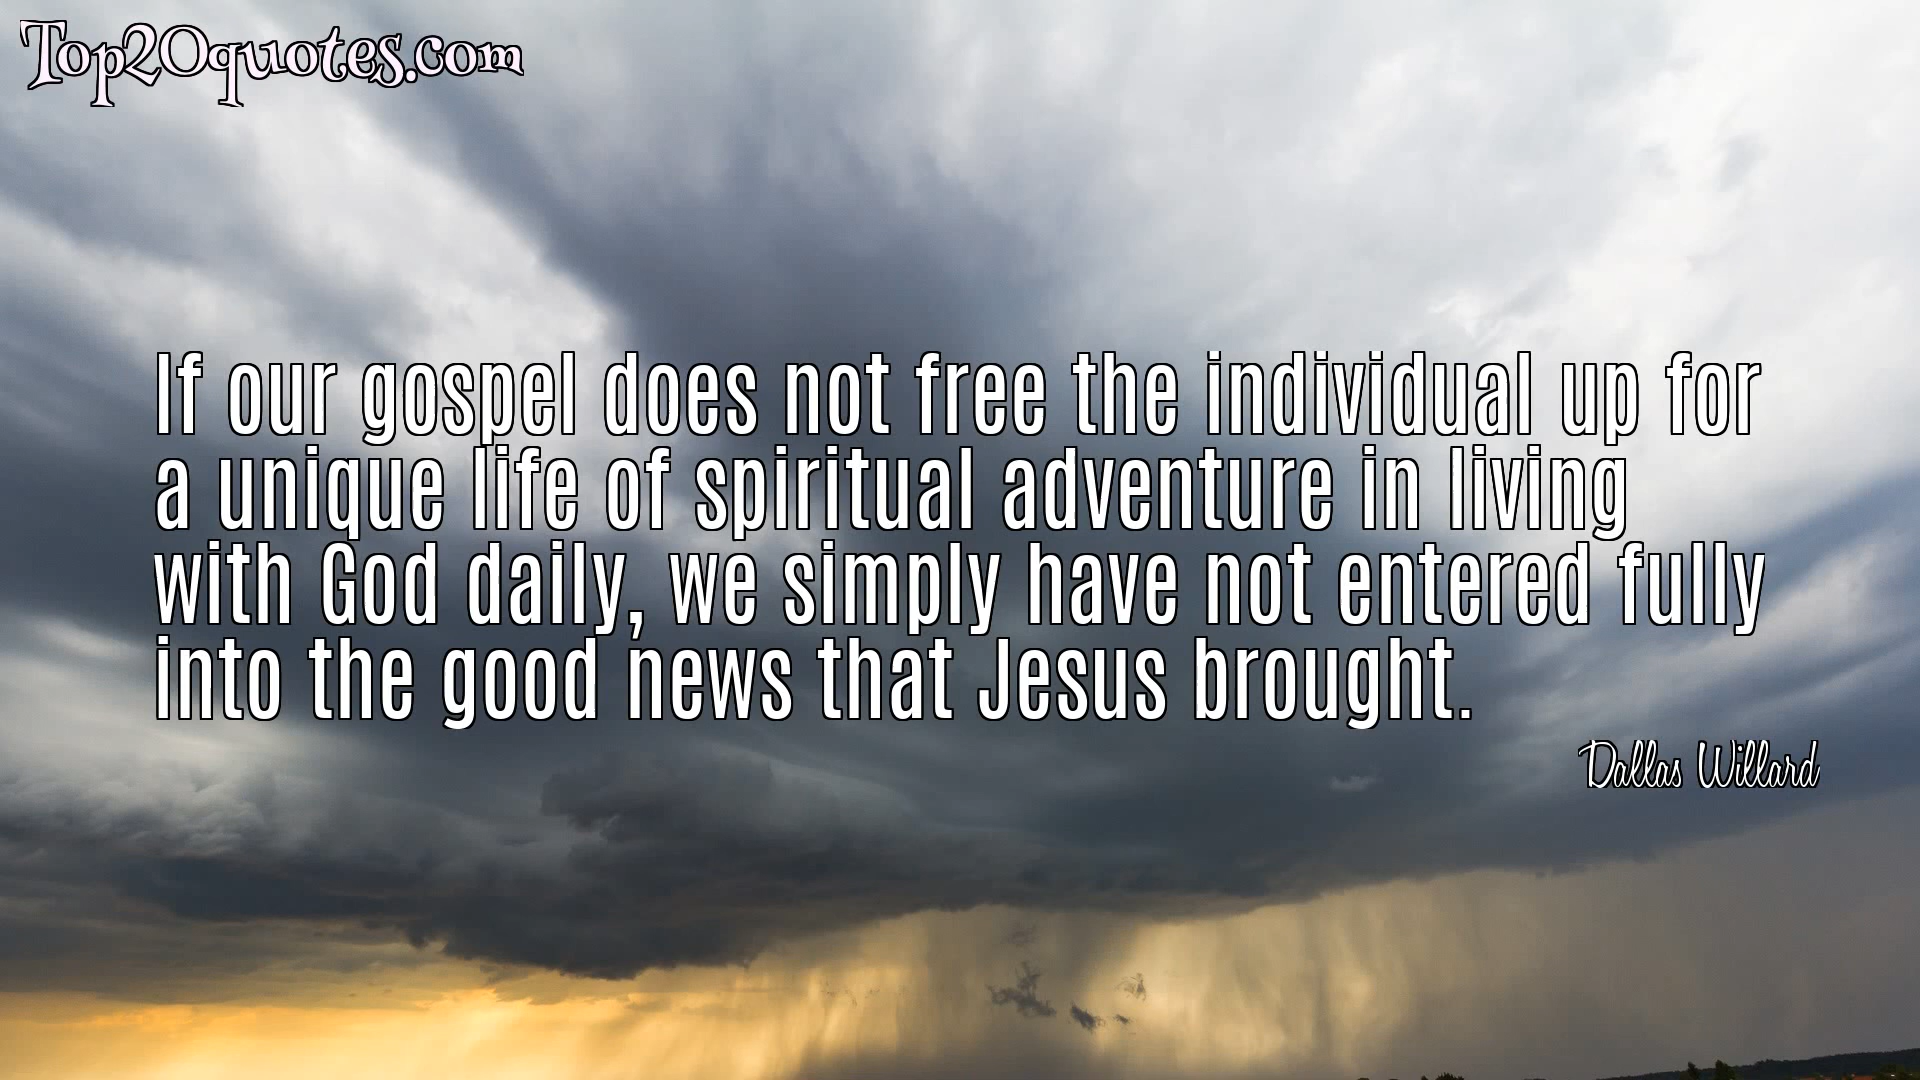 Top20quotes.com
If our gospel does not free the individual up for
a unique life of spiritual adventure in living
with God daily, we simply have not entered fully
into the good news that Jesus brought.
Dallas Willard